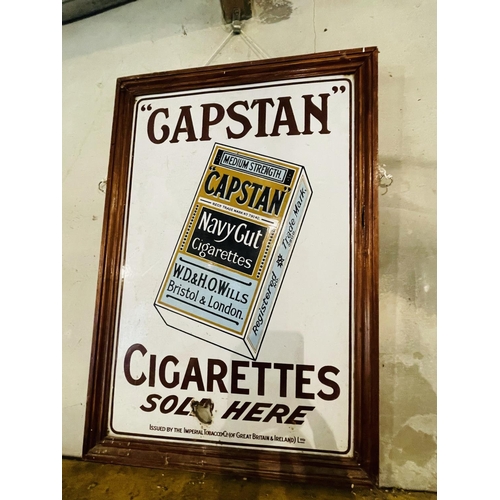 "CAPSTAN"
MEDIUM STRENGTH.
"CAPSTAN"
Navy Cut
Cigarettes
W.D.& H.O.WILLS
Bristol & London.
Registered Trade Mark.
CIGARETTES
SOLD HERE
ISSUED BY THE IMPERIAL TOBACCO CO (OF GREAT BRITAIN & IRELAND) LTD